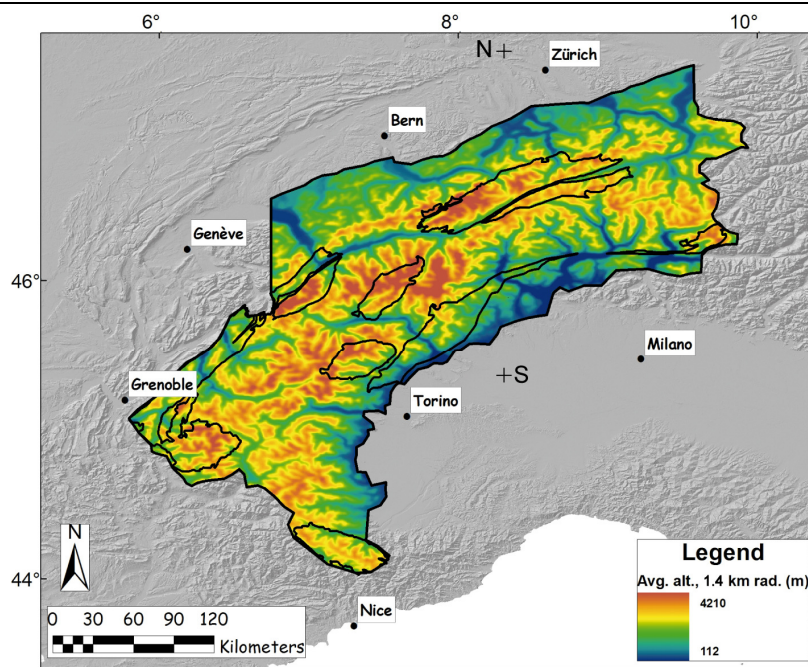 6°
8°
10°
N
Zürich
Bern
Genève
46°
Milano
S
Grenoble
Torino
N
Legend
Avg. alt., 1.4 km rad. (m)
4210
44°
Nice
0 30 60 90 120
Kilometers
112